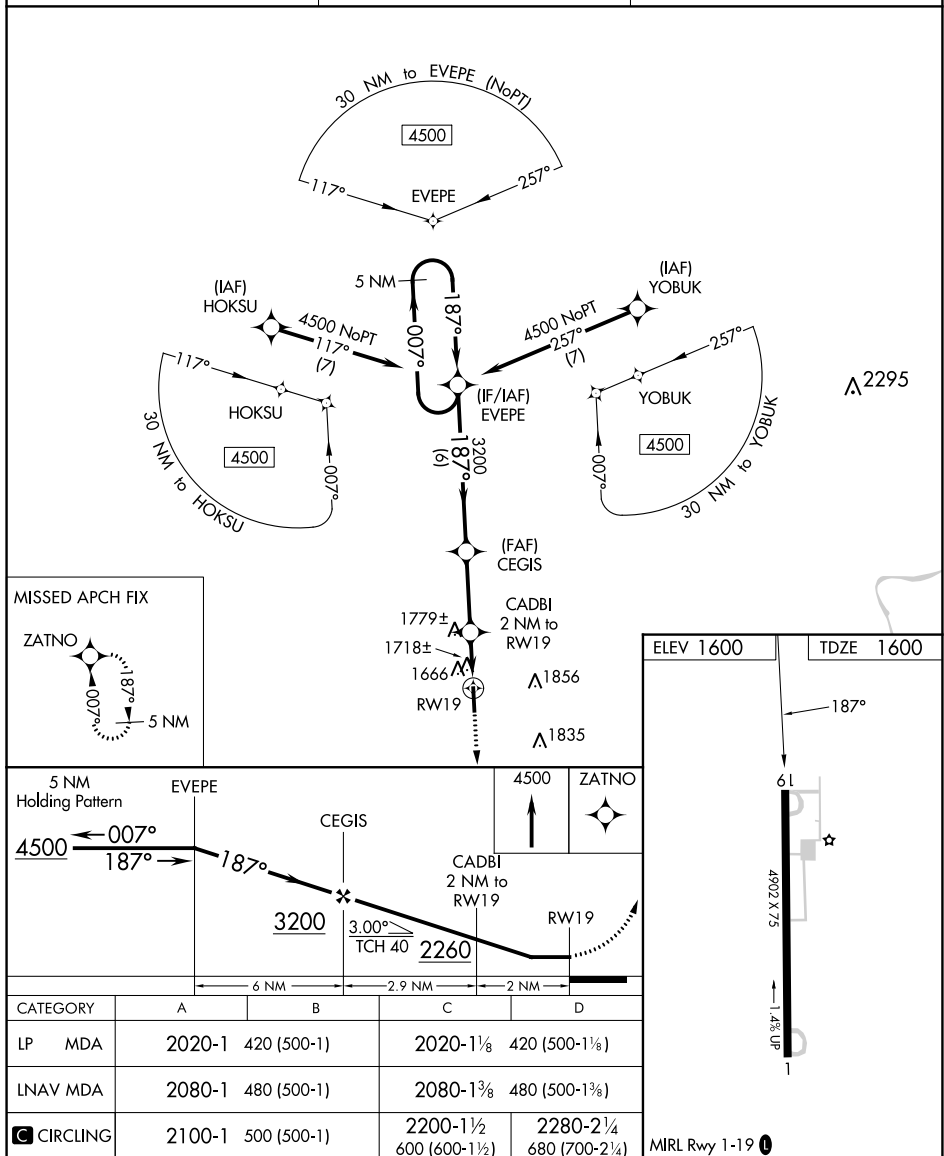 30 NM to EVEPE (NoPT)
4500
117°
257°
EVEPE
5 NM
187°
007°
(IAF)
HOKSU
4500 NoPT
117°
(7)
(IAF)
YOBUK
4500 NoPT
257°
(7)
(IF/IAF)
EVEPE
117°
HOKSU
4500
007°
30 NM to HOKSU
257°
YOBUK
4500
007°
30 NM to YOBUK
2295
3200
187°
(6)
(FAF)
CEGIS
CADBI
2 NM to
RW19
1779±
1718±
1666
RW19
1856
1835
MISSED APCH FIX
ZATNO
187°
007°
5 NM
ELEV 1600
TDZE 1600
187°
19
4902 X 75
1.4% UP
1
MIRL Rwy 1-19 L
5 NM
Holding Pattern
EVEPE
4500
007°
187°
187°
CEGIS
3200
3.00°
TCH 40
CADBI
2 NM to
RW19
2260
RW19
4500
ZATNO
6 NM
2.9 NM
2 NM
CATEGORY A B C D
LP MDA 2020-1 420 (500-1) 2020-1⅛ 420 (500-1⅛)
LNAV MDA 2080-1 480 (500-1) 2080-1⅜ 480 (500-1⅜)
C CIRCLING 2100-1 500 (500-1) 2200-1½ 2280-2¼
600 (600-1½) 680 (700-2¼)